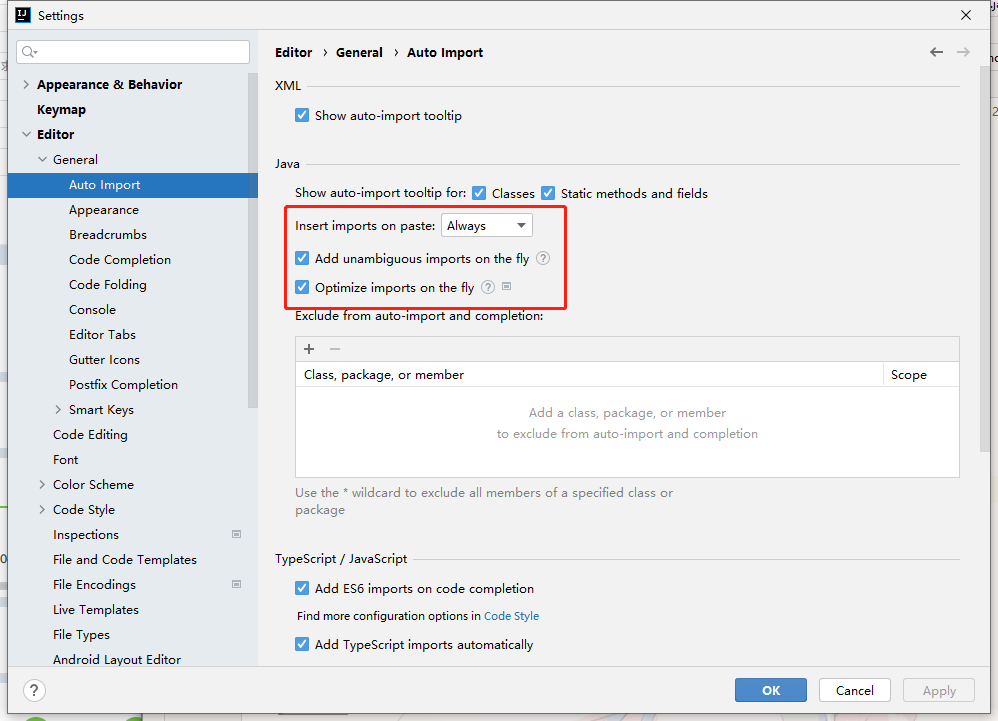 Settings
Appearance & Behavior
Keymap
Editor
General
Auto Import
Appearance
Breadcrumbs
Code Completion
Code Folding
Console
Editor Tabs
Gutter Icons
Postfix Completion
Smart Keys
Code Editing
Font
Color Scheme
Code Style
Inspections
File and Code Templates
File Encodings
Live Templates
File Types
Android Layout Editor
Editor › General › Auto Import
XML
Show auto-import tooltip
Java
Show auto-import tooltip for: Classes Static methods and fields
Insert imports on paste: Always
Add unambiguous imports on the fly ?
Optimize imports on the fly ?
Exclude from auto-import and completion:
Class, package, or member Scope
Add a class, package, or member
to exclude from auto-import and completion
Use the * wildcard to exclude all members of a specified class or
package
TypeScript / JavaScript
Add ES6 imports on code completion
Find more configuration options in Code Style
Add TypeScript imports automatically
? OK Cancel Apply